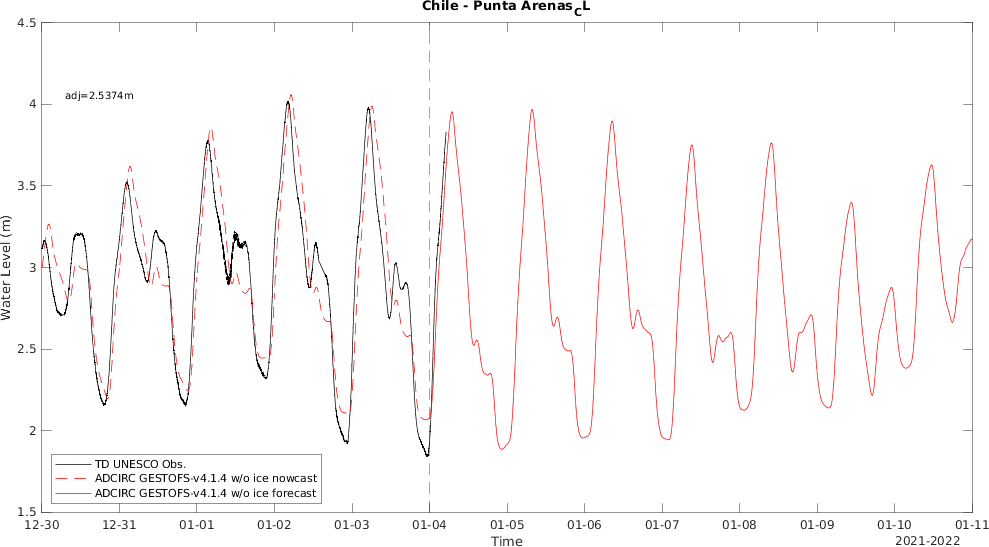 Chile - Punta Arenas_CL
4.5
4
3.5
3
2.5
2
1.5
Water Level (m)
adj=2.5374m
TD UNESCO Obs.
ADCIRC GESTOFS-v4.1.4 w/o ice nowcast
ADCIRC GESTOFS-v4.1.4 w/o ice forecast
12-30 12-31 01-01 01-02 01-03 01-04 01-05 01-06 01-07 01-08 01-09 01-10 01-11
Time
2021-2022